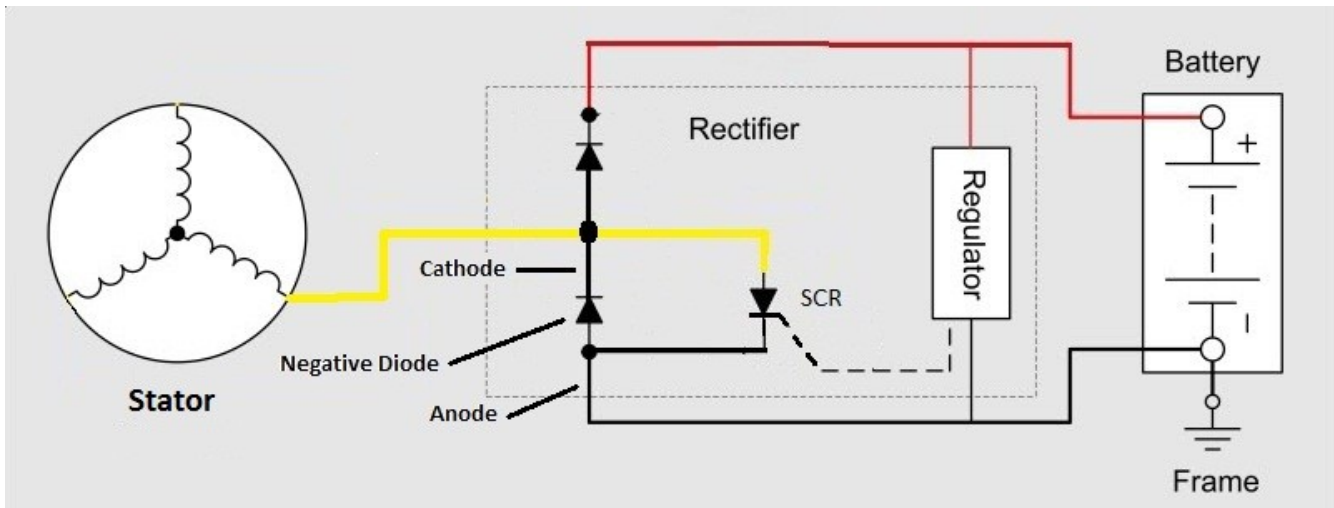 Battery
+
Rectifier
Regulator
Cathode
SCR
Negative Diode
Anode
Stator
Frame